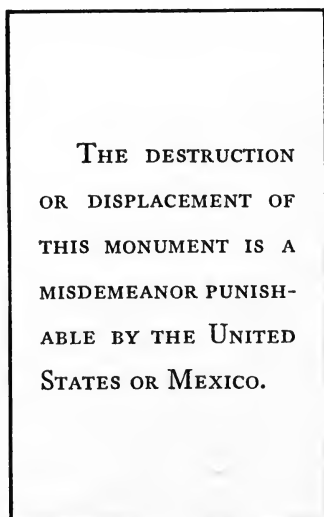 The destruction
or displacement of
this monument is a
misdemeanor punish-
able by the United
States or Mexico.